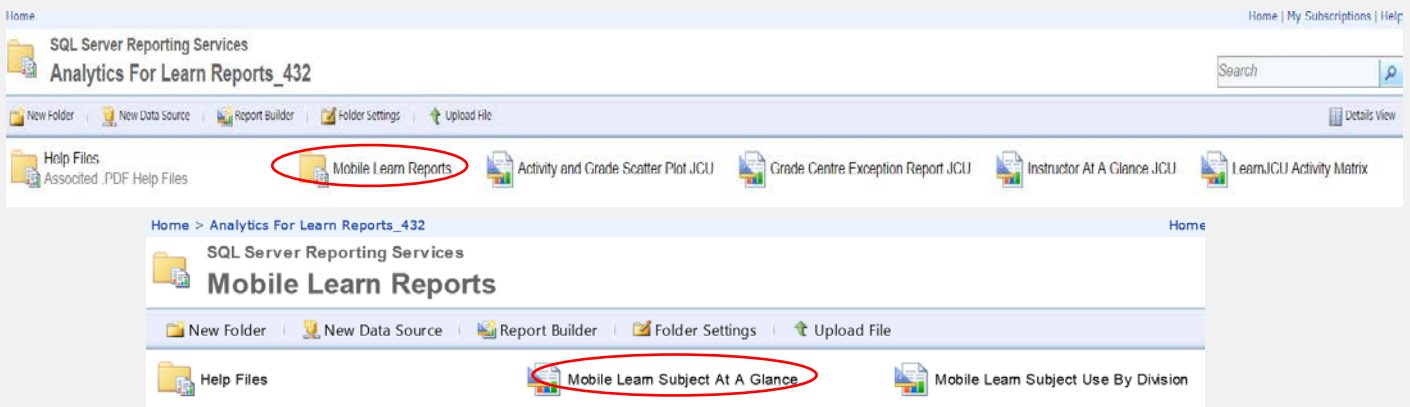 Home Home | My Subscriptions | Help
SQL Server Reporting Services
Analytics For Learn Reports_432
Search
New Folder | New Data Source | Report Builder | Folder Settings | Upload File Details View
Help Files Mobile Learn Reports Activity and Grade Scatter Plot JCU Grade Centre Exception Report JCU Instructor At A Glance JCU LearnJCU Activity Matrix
Associted .PDF Help Files
Home > Analytics For Learn Reports_432 Home
SQL Server Reporting Services
Mobile Learn Reports
New Folder | New Data Source | Report Builder | Folder Settings | Upload File
Help Files Mobile Learn Subject At A Glance Mobile Learn Subject Use By Division